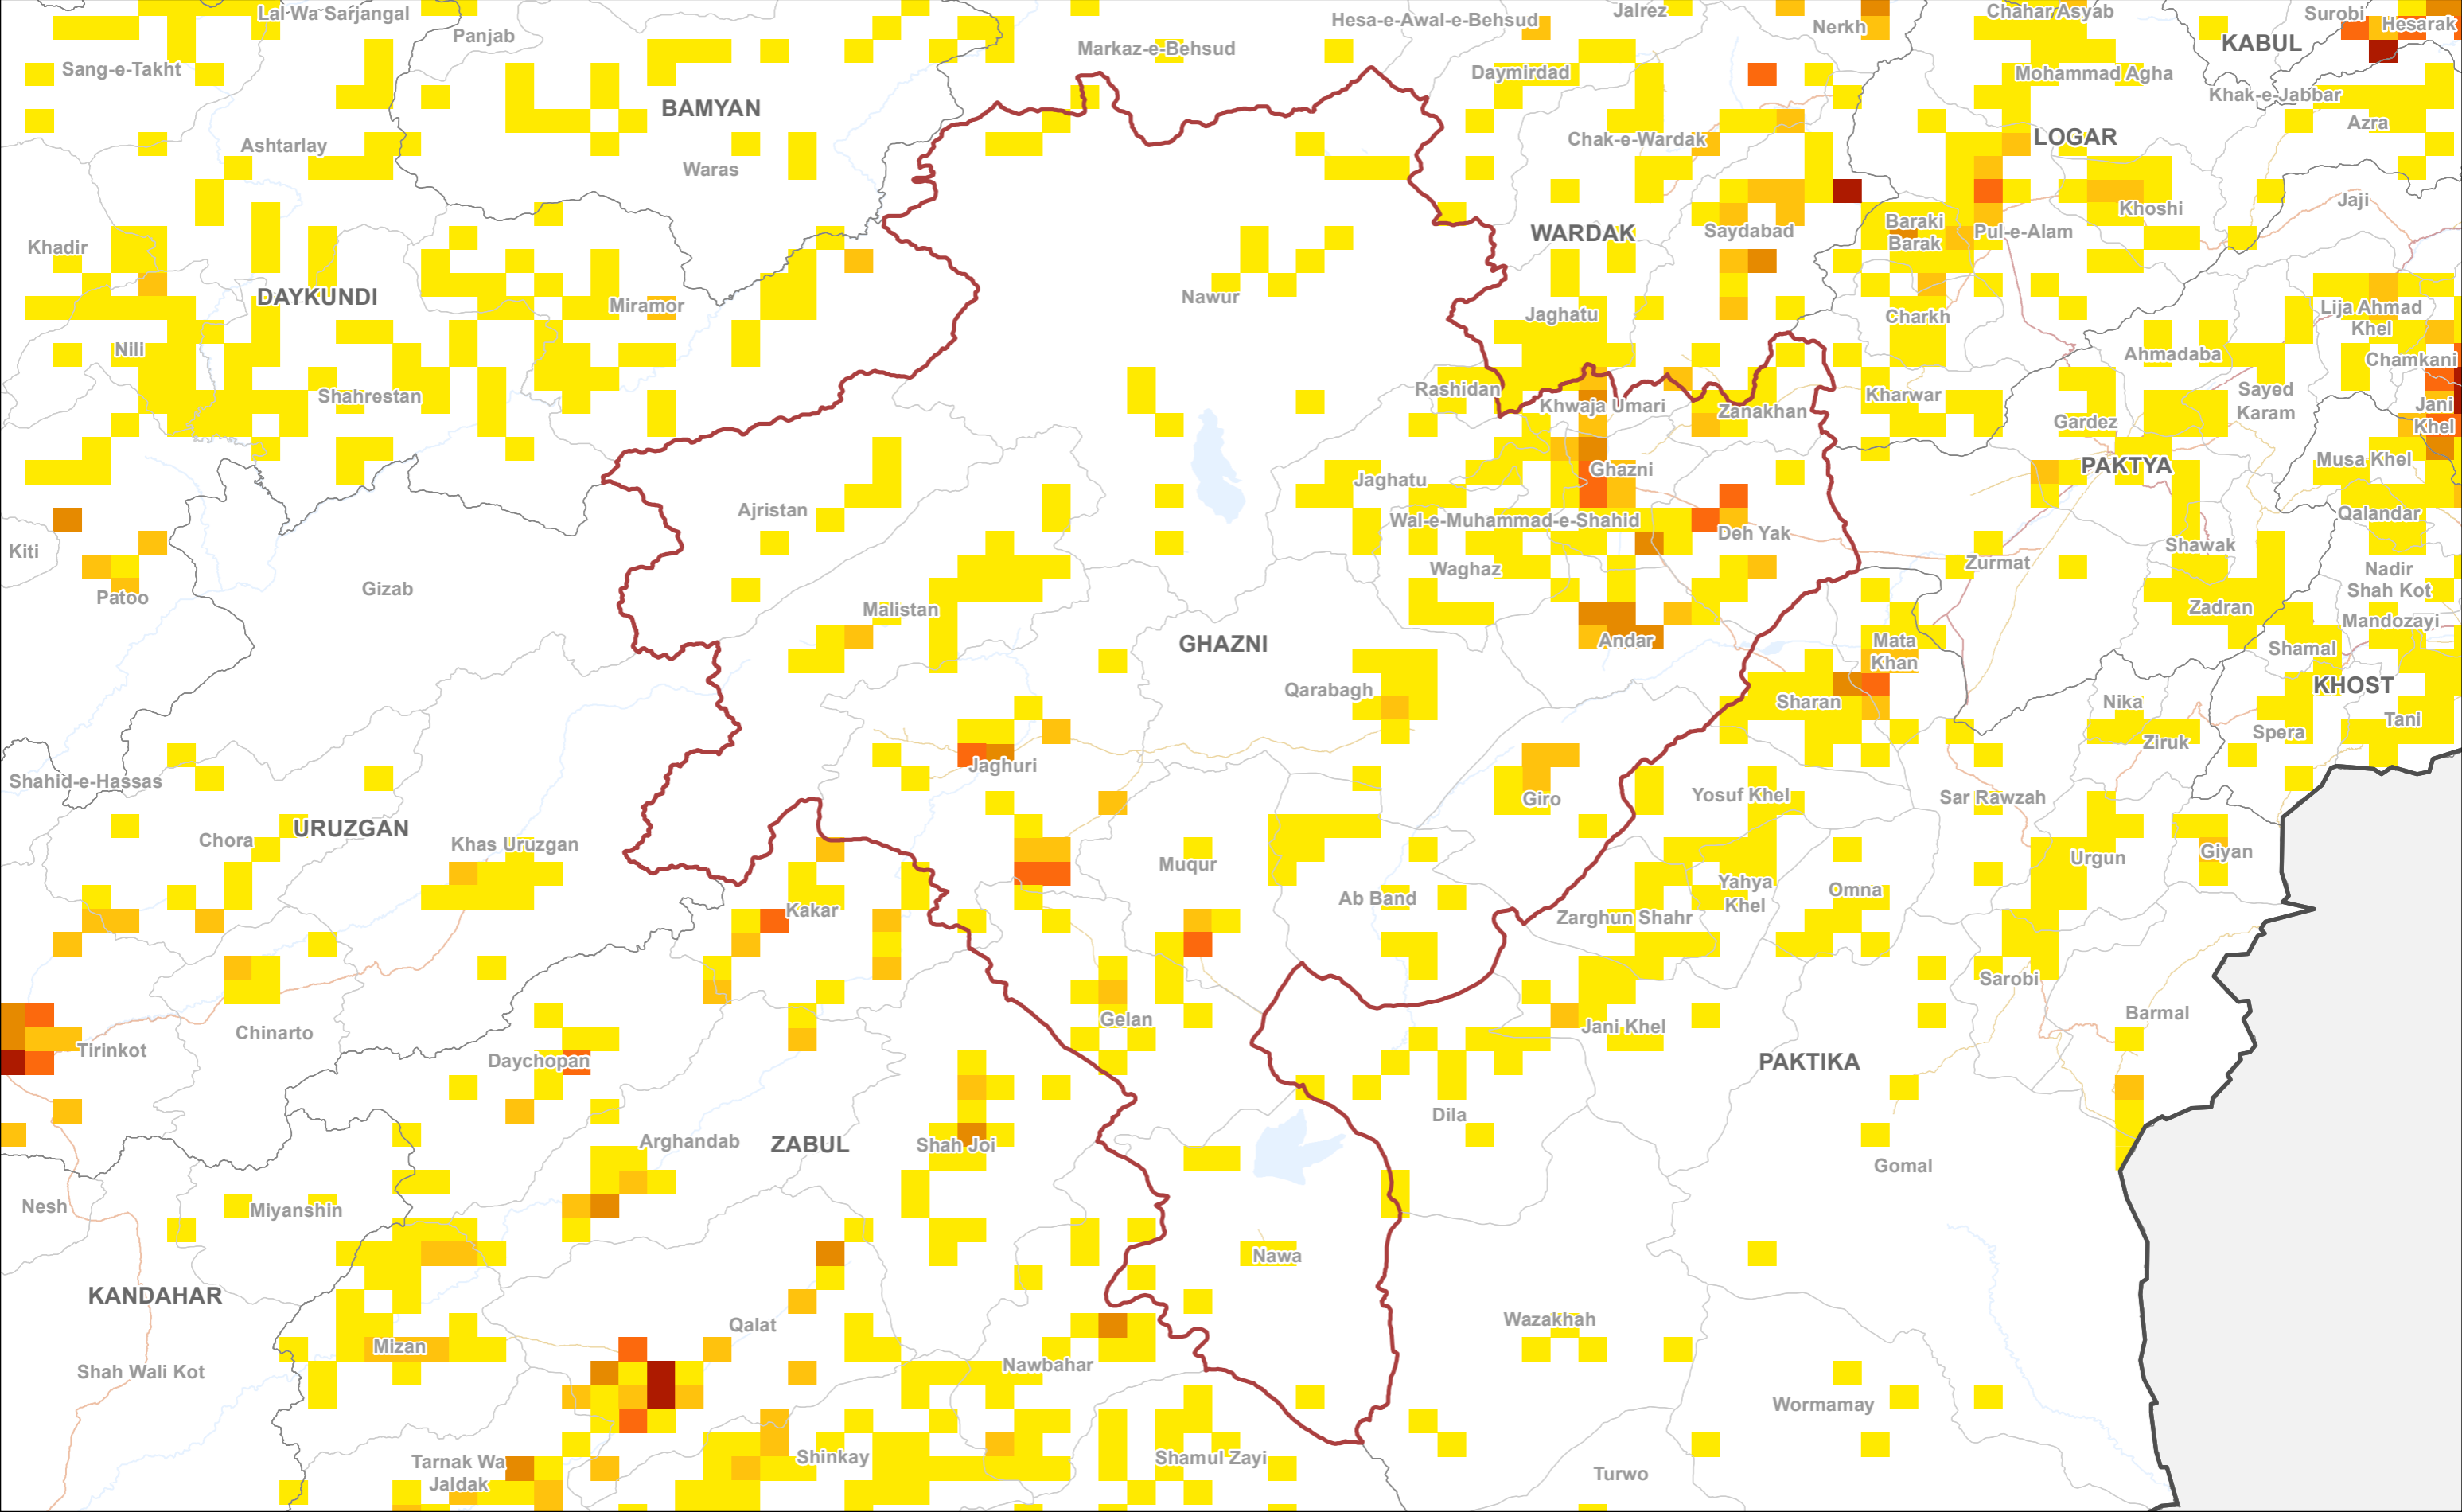 Lal Wa Sarjangal
Panjab
Sang-e-Takht
Markaz-e-Behsud
Hesa-e-Awal-e-Behsud
Jalrez
Nerkh
Chahar Asyab
Surobi
Hesarak
KABUL
Daymirdad
Mohammad Agha
Khak-e-Jabbar
BAMYAN
Azra
Ashtarlay
Waras
Chak-e-Wardak
LOGAR
Jaji
Khoshi
Khadir
WARDAK
Saydabad
Baraki
Barak
Pul-e-Alam
DAYKUNDI
Miramor
Nawur
Jaghatu
Charkh
Lija Ahmad
Khel
Nili
Ahmadaba
Chamkani
Shahrestan
Rashidan
Khwaja Umari
Zanakhan
Kharwar
Sayed
Karam
Gardez
Jani
Khel
PAKTYA
Musa Khel
Jaghatu
Ghazni
Ajristan
Wal-e-Muhammad-e-Shahid
Deh Yak
Qalandar
Kiti
Shawak
Waghaz
Zurmat
Nadir
Shah Kot
Gizab
Patoo
Malistan
Zadran
Mandozayi
GHAZNI
Andar
Mata
Khan
Shamal
KHOST
Qarabagh
Sharan
Nika
Tani
Ziruk
Spera
Jaghuri
Shahid-e-Hassas
Giro
Yosuf Khel
Sar Rawzah
URUZGAN
Chora
Khas Uruzgan
Muqur
Urgun
Giyan
Ab Band
Yahya
Khel
Omna
Kakar
Zarghun Shahr
Sarobi
Barmal
Gelan
Jani Khel
Chinarto
Tirinkot
Daychopan
PAKTIKA
Dila
Arghandab
ZABUL
Shah Joi
Gomal
Nesh
Miyanshin
Nawa
KANDAHAR
Qalat
Wazakhah
Mizan
Nawbahar
Shah Wali Kot
Wormamay
Tarnak Wa
Jaldak
Shinkay
Shamul Zayi
Turwo